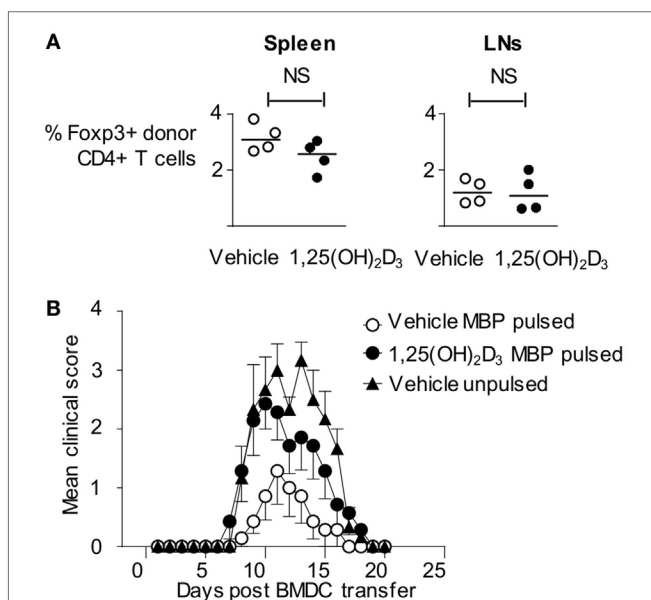 A
Spleen
LNs
NS
NS
% Foxp3+ donor
CD4+ T cells
4
2
4
2
Vehicle 1,25(OH)₂D₃
Vehicle 1,25(OH)₂D₃
B
Mean clinical score
4
3
2
1
0
Vehicle MBP pulsed
1,25(OH)₂D₃ MBP pulsed
Vehicle unpulsed
0 5 10 15 20 25
Days post BMDC transfer